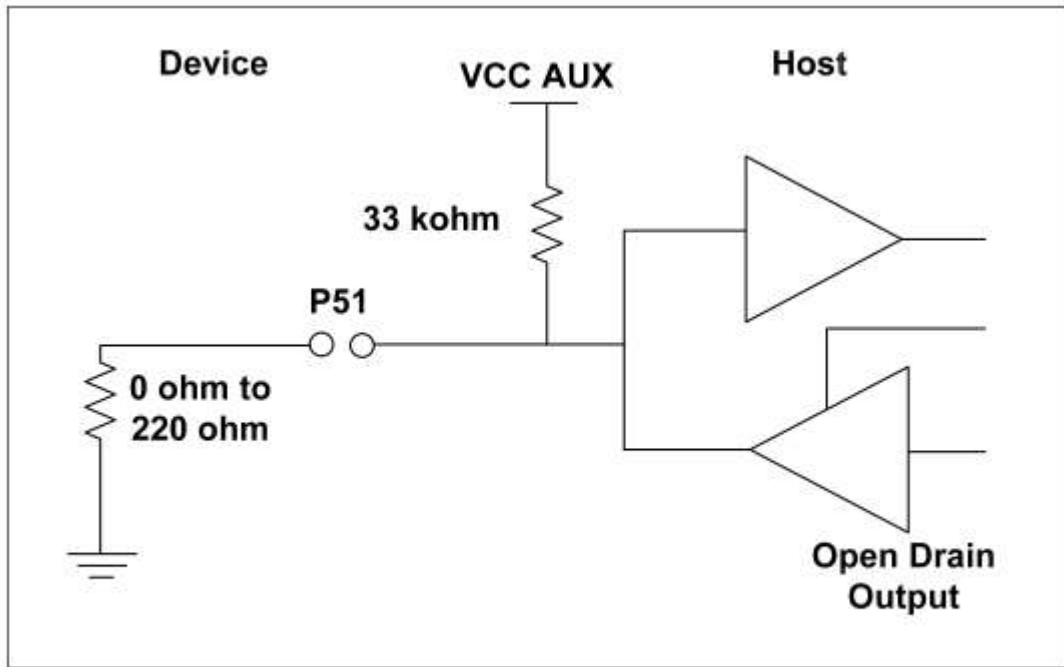 Device
VCC AUX
Host
33 kohm
P51
0 ohm to
220 ohm
Open Drain
Output